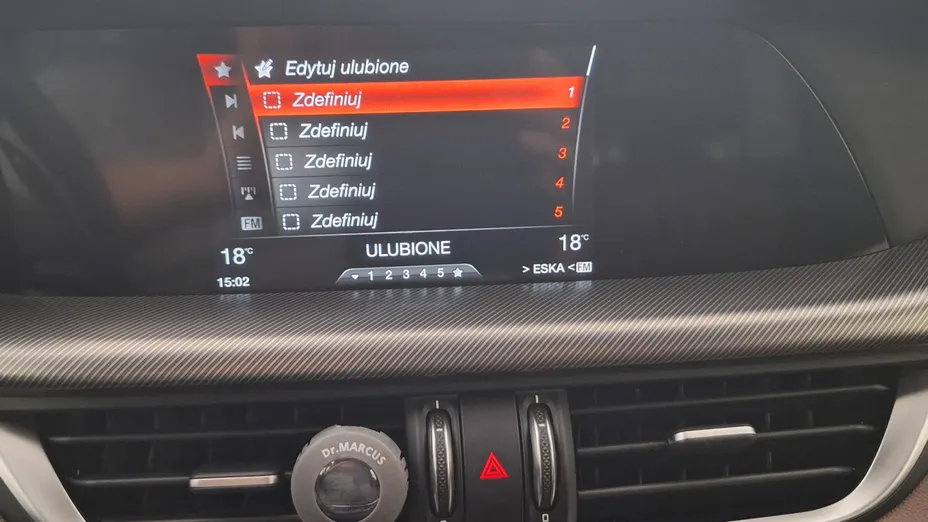 Edytuj ulubione
Zdefiniuj 1
Zdefiniuj 2
Zdefiniuj 3
Zdefiniuj 4
Zdefiniuj 5
FM
18°C ULUBIONE 18°C
15:02 1 2 3 4 5 > ESKA < FM
Dr.MARCUS
0